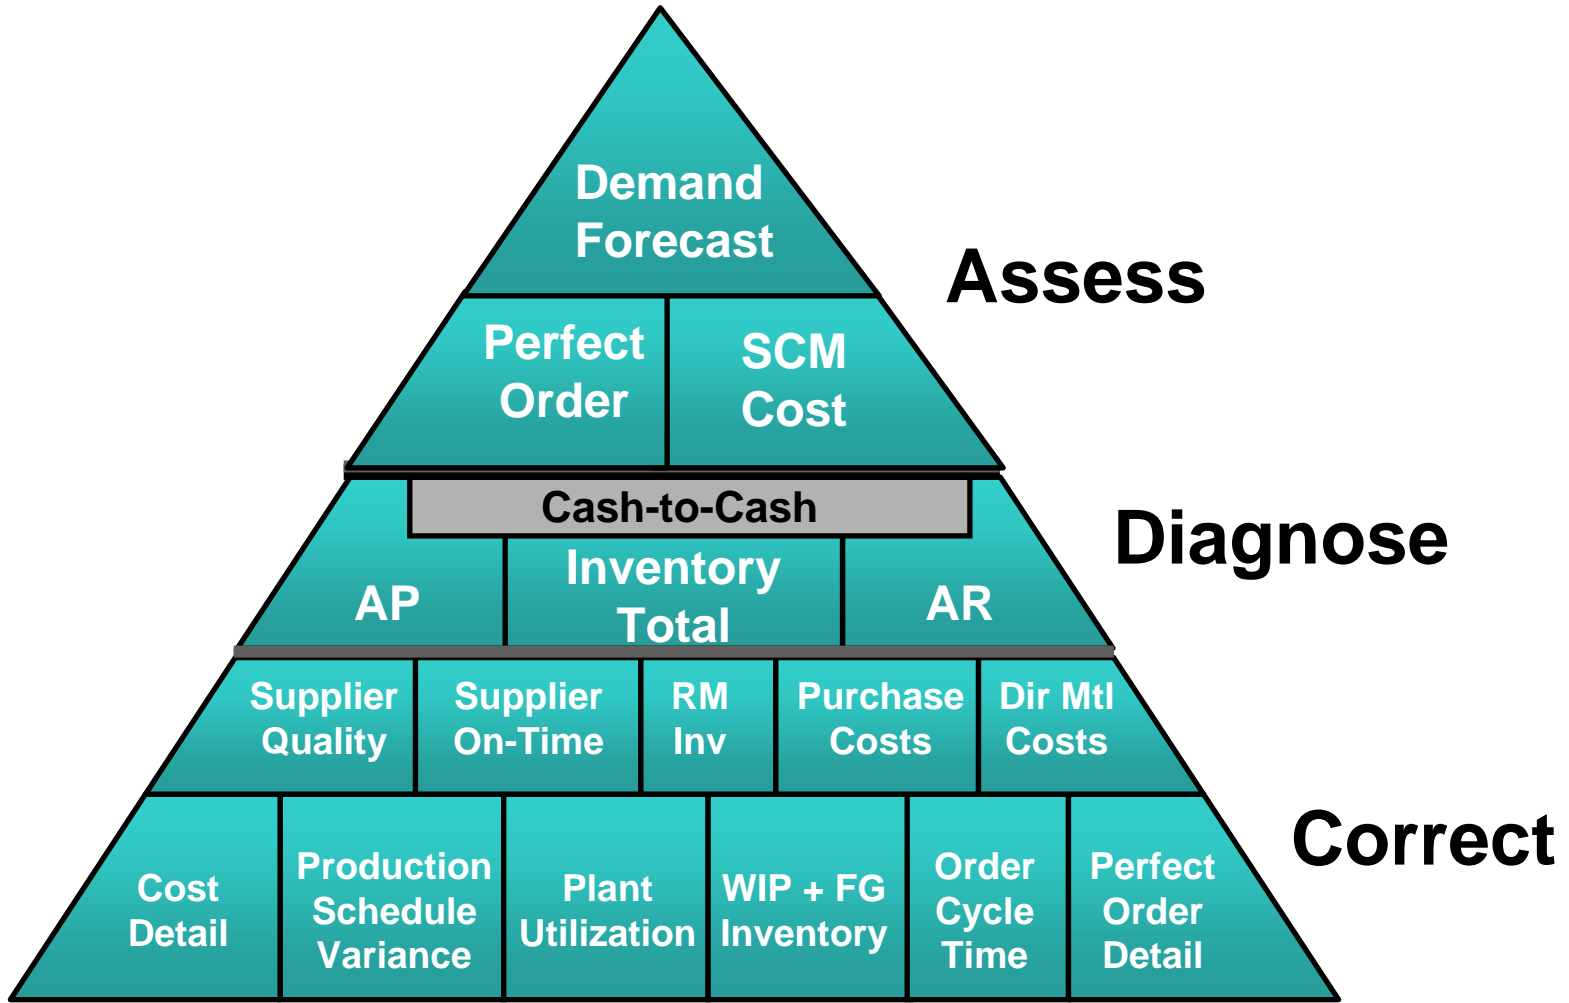 Demand
Forecast
Assess
Perfect
Order
SCM
Cost
Cash-to-Cash
Diagnose
AP
Inventory
Total
AR
Supplier
Quality
Supplier
On-Time
RM
Inv
Purchase
Costs
Dir Mtl
Costs
Correct
Cost
Detail
Production
Schedule
Variance
Plant
Utilization
WIP + FG
Inventory
Order
Cycle
Time
Perfect
Order
Detail